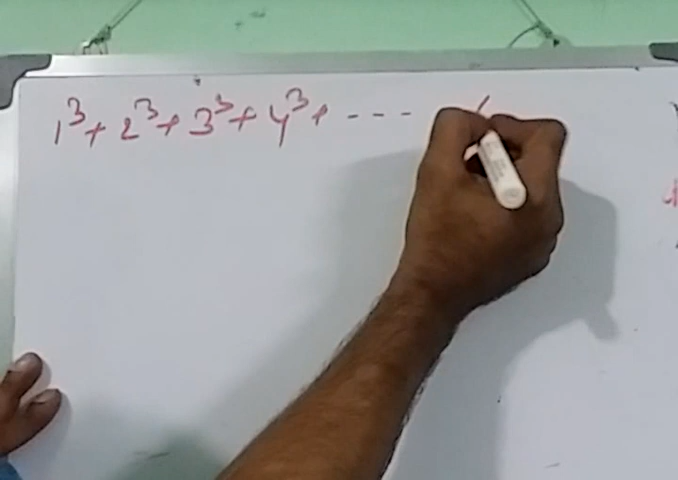 1³ + 2³ + 3³ + 4³ + ---